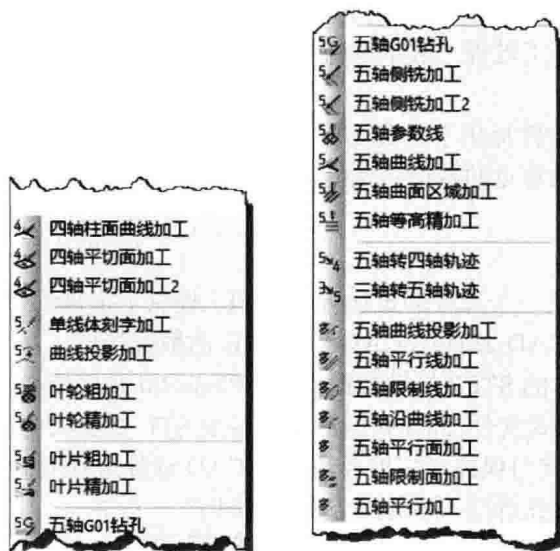 四轴柱面曲线加工
四轴平切面加工
四轴平切面加工2
单线体刻字加工
曲线投影加工
叶轮粗加工
叶轮精加工
叶片粗加工
叶片精加工
五轴G01钻孔
五轴G01钻孔
五轴侧铣加工
五轴侧铣加工2
五轴参数线
五轴曲线加工
五轴曲面区域加工
五轴等高精加工
五轴转四轴轨迹
三轴转五轴轨迹
五轴曲线投影加工
五轴平行线加工
五轴限制线加工
五轴沿曲线加工
五轴平行面加工
五轴限制面加工
五轴平行加工